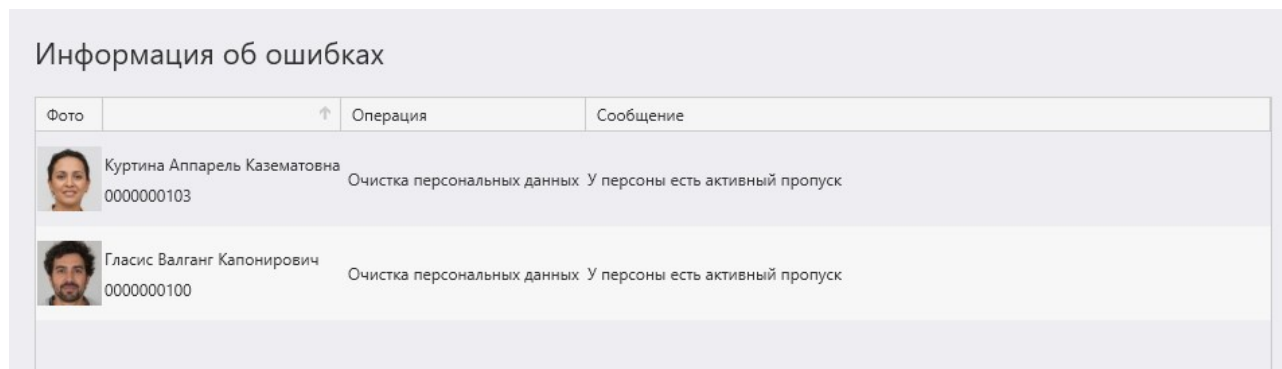 Информация об ошибках
Фото Операция Сообщение
Куртина Аппарель Казематовна
0000000103
Очистка персональных данных У персоны есть активный пропуск
Гласис Валганг Капонирович
0000000100
Очистка персональных данных У персоны есть активный пропуск